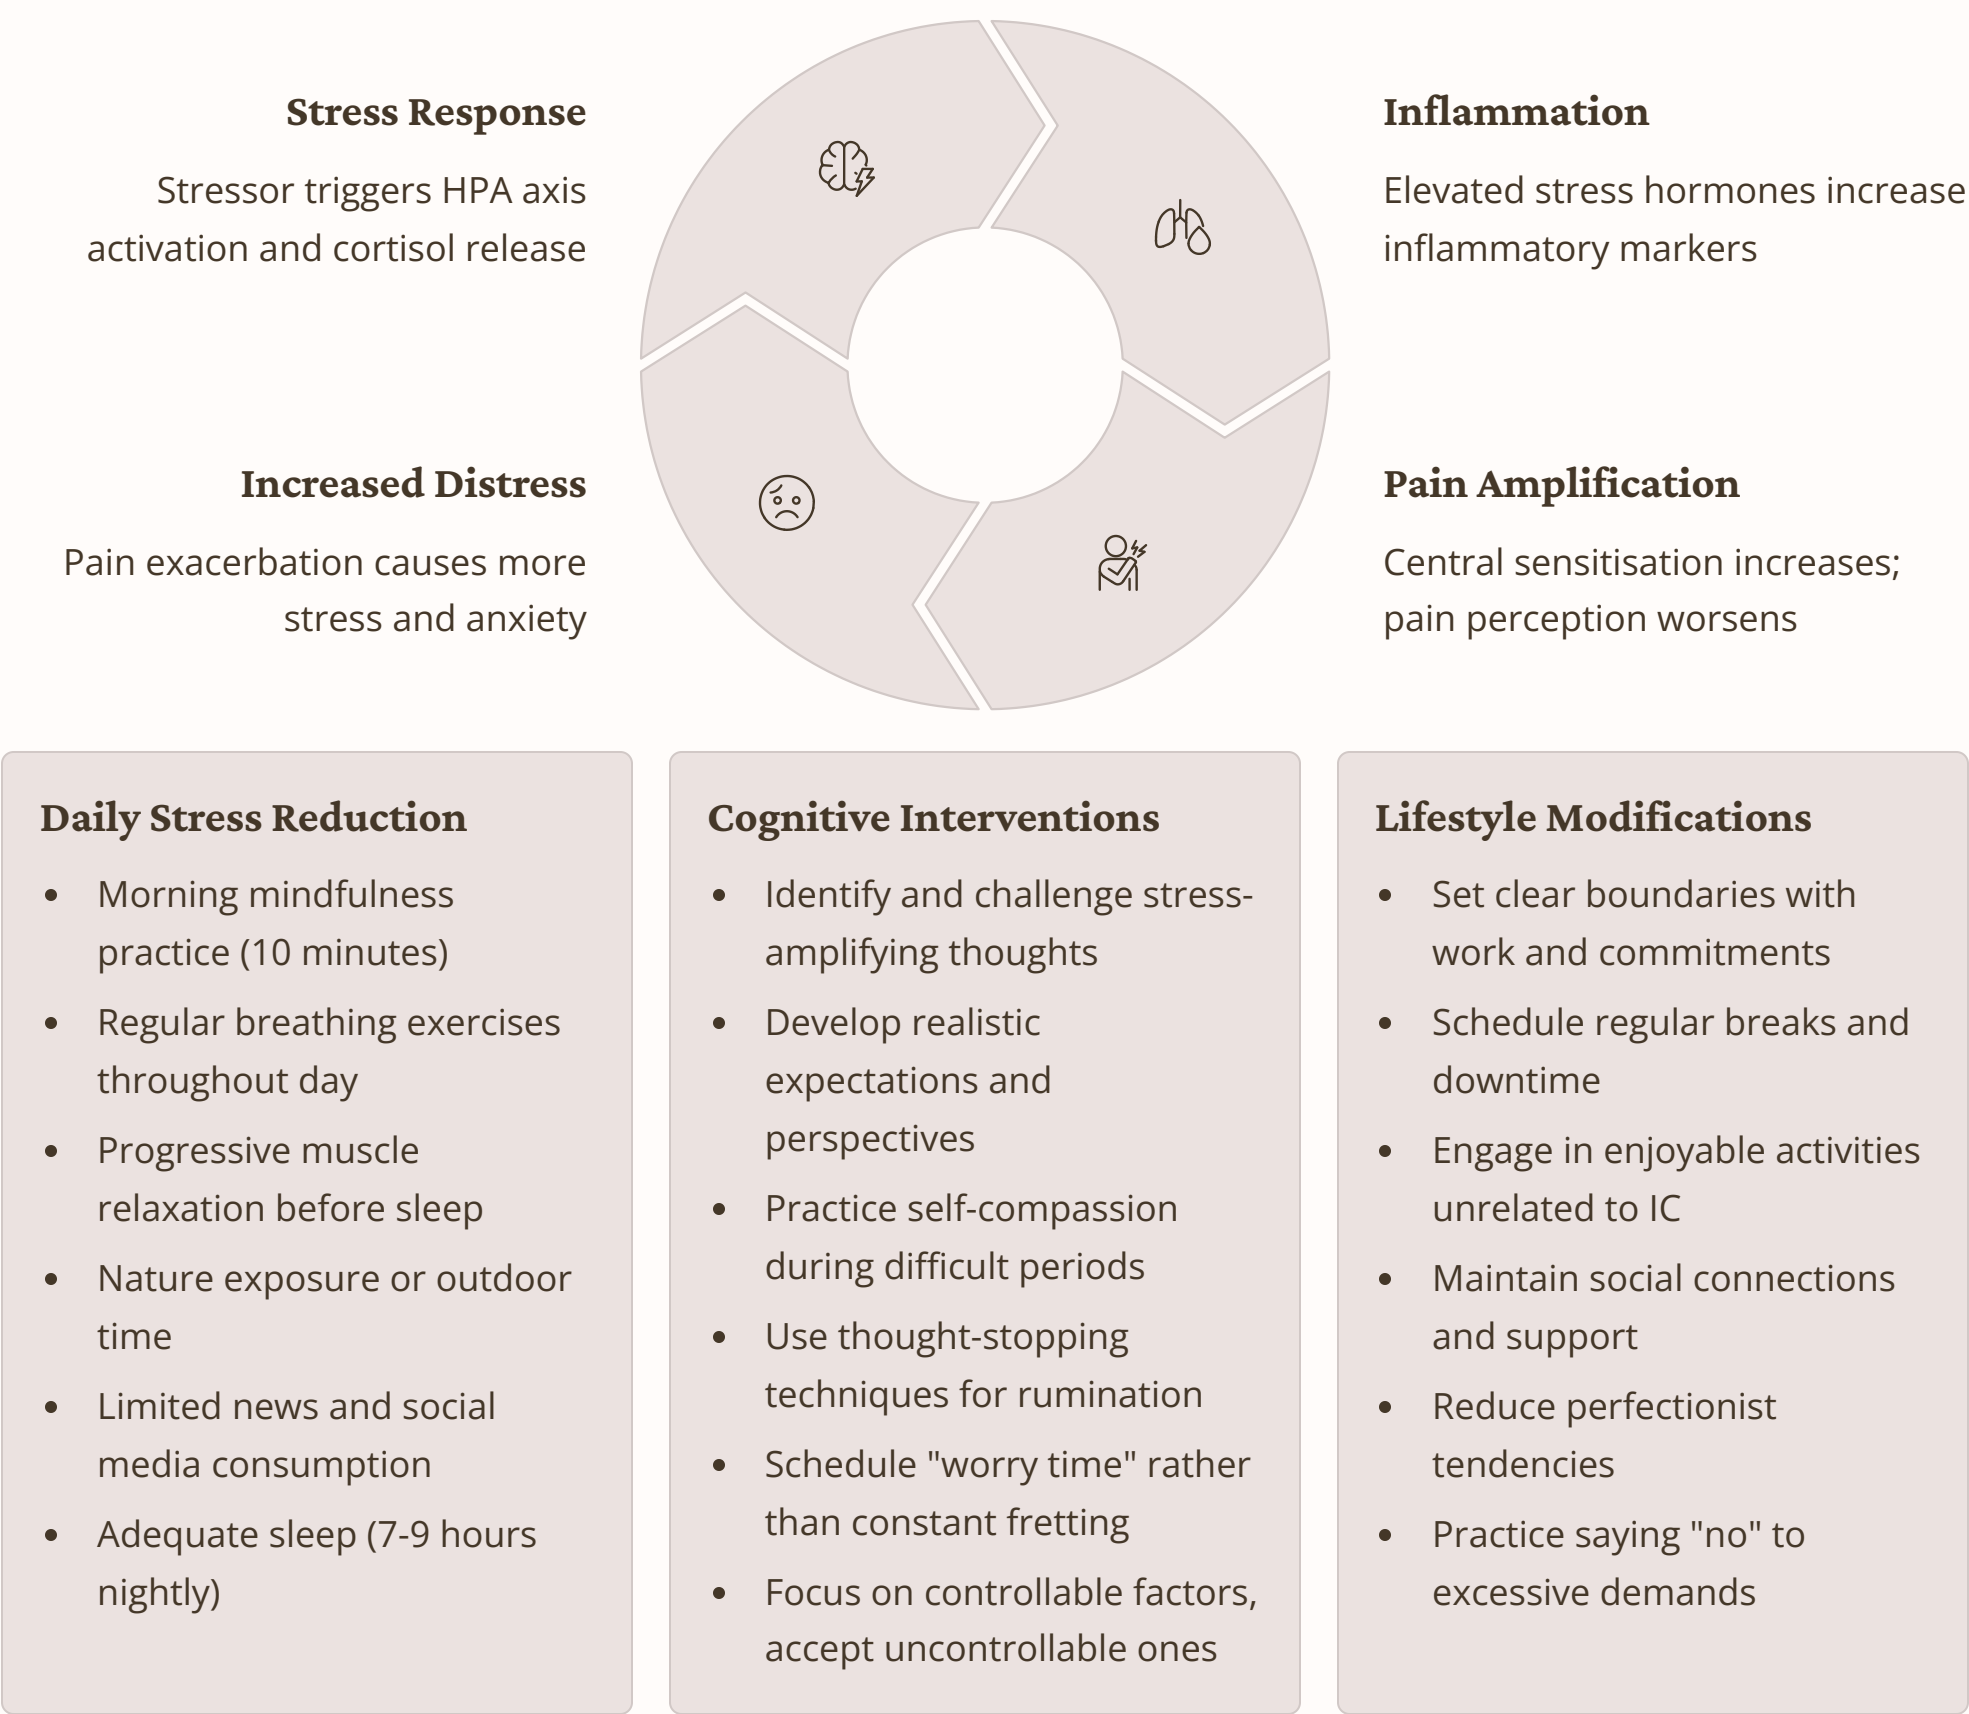 Stress Response
Stressor triggers HPA axis
activation and cortisol release
Inflammation
Elevated stress hormones increase
inflammatory markers
Increased Distress
Pain exacerbation causes more
stress and anxiety
Pain Amplification
Central sensitisation increases;
pain perception worsens
Daily Stress Reduction
• Morning mindfulness
practice (10 minutes)
• Regular breathing exercises
throughout day
• Progressive muscle
relaxation before sleep
• Nature exposure or outdoor
time
• Limited news and social
media consumption
• Adequate sleep (7-9 hours
nightly)
Cognitive Interventions
• Identify and challenge stress-
amplifying thoughts
• Develop realistic
expectations and
perspectives
• Practice self-compassion
during difficult periods
• Use thought-stopping
techniques for rumination
• Schedule "worry time" rather
than constant fretting
• Focus on controllable factors,
accept uncontrollable ones
Lifestyle Modifications
• Set clear boundaries with
work and commitments
• Schedule regular breaks and
downtime
• Engage in enjoyable activities
unrelated to IC
• Maintain social connections
and support
• Reduce perfectionist
tendencies
• Practice saying "no" to
excessive demands